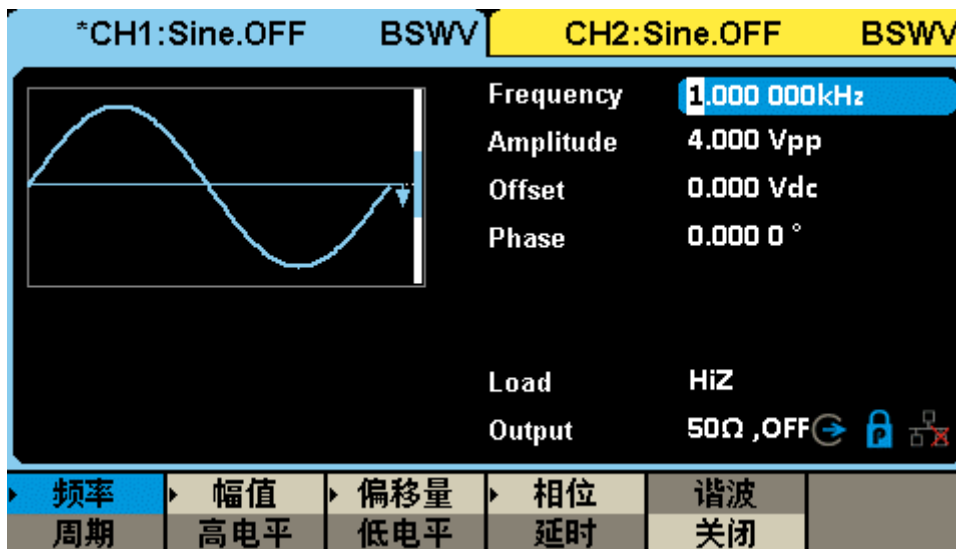 *CH1:Sine.OFF BSWV CH2:Sine.OFF BSWV
Frequency 1.000 000kHz
Amplitude 4.000 Vpp
Offset 0.000 Vdc
Phase 0.000 0 °
Load HiZ
Output 50Ω ,OFF P
频率 幅值 偏移量 相位 谐波
周期 高电平 低电平 延时 关闭